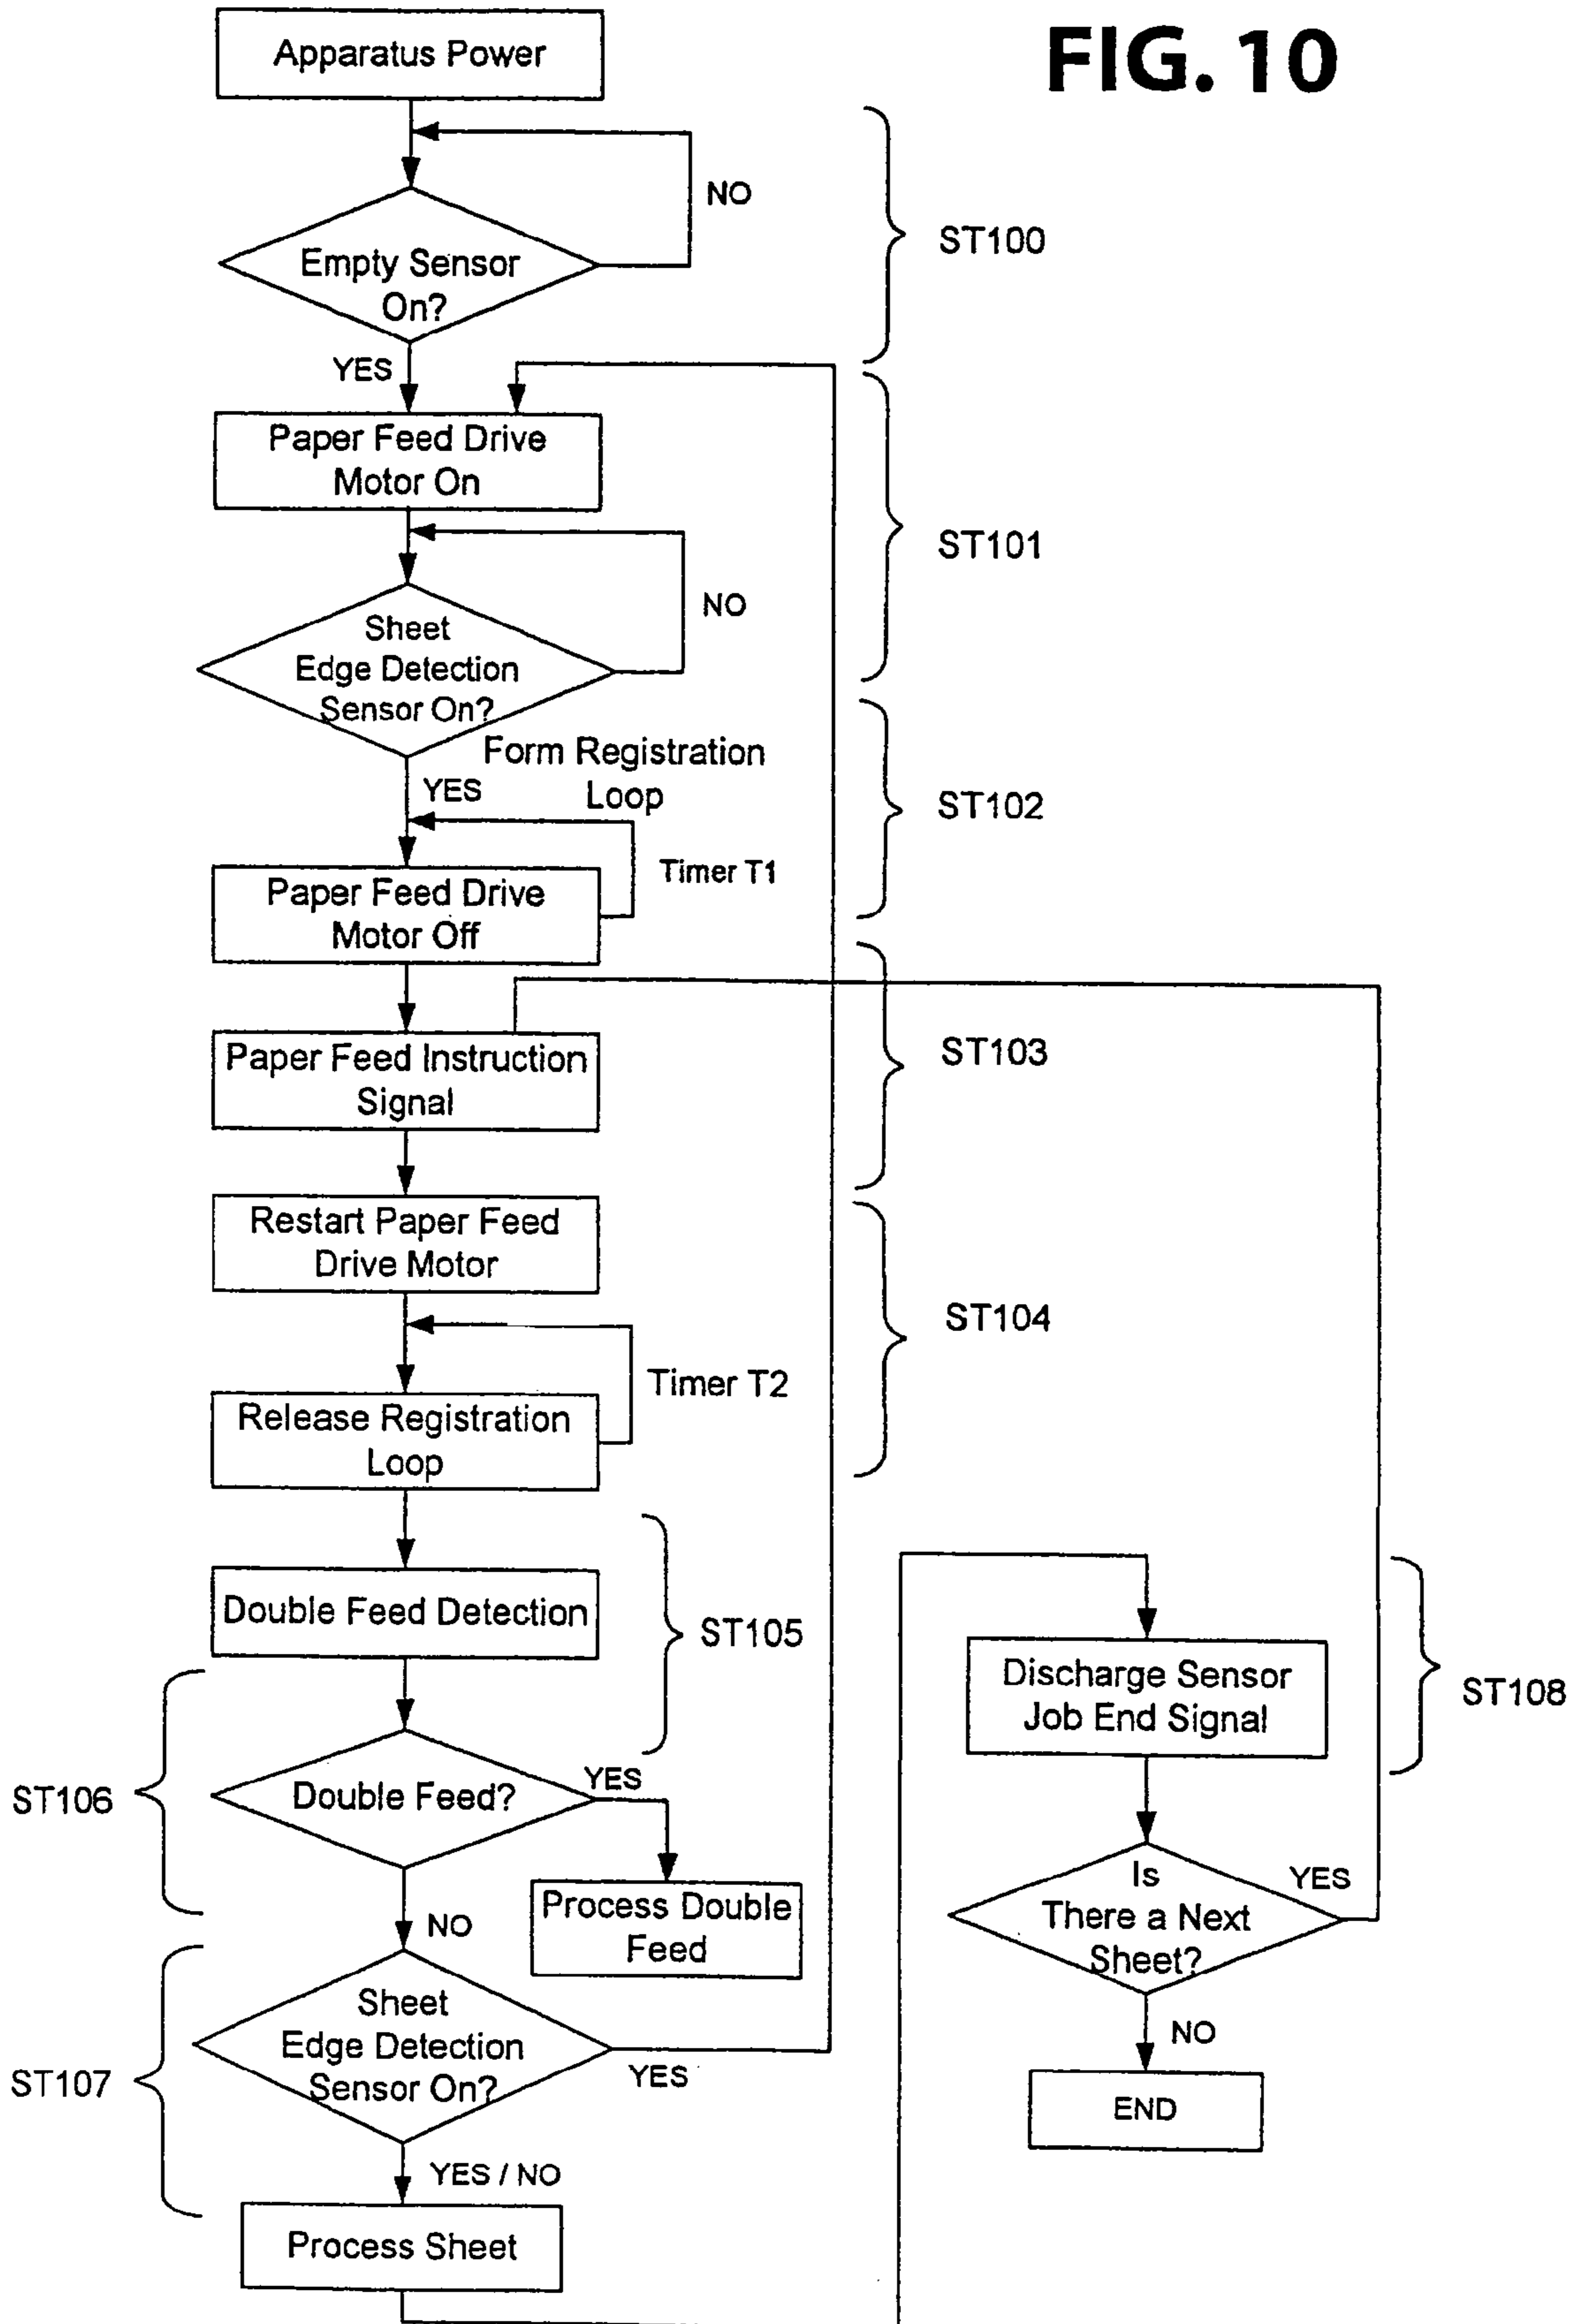 FIG. 10
Apparatus Power
NO
Empty Sensor
On?
ST100
YES
Paper Feed Drive
Motor On
ST101
NO
Sheet
Edge Detection
Sensor On?
Form Registration
Loop
YES
ST102
Timer T1
Paper Feed Drive
Motor Off
Paper Feed Instruction
Signal
ST103
Restart Paper Feed
Drive Motor
ST104
Timer T2
Release Registration
Loop
Double Feed Detection
ST105
Double Feed?
YES
ST106
Process Double
Feed
NO
Sheet
Edge Detection
Sensor On?
YES
ST107
YES / NO
Process Sheet
Discharge Sensor
Job End Signal
ST108
Is
There a Next
Sheet?
YES
NO
END